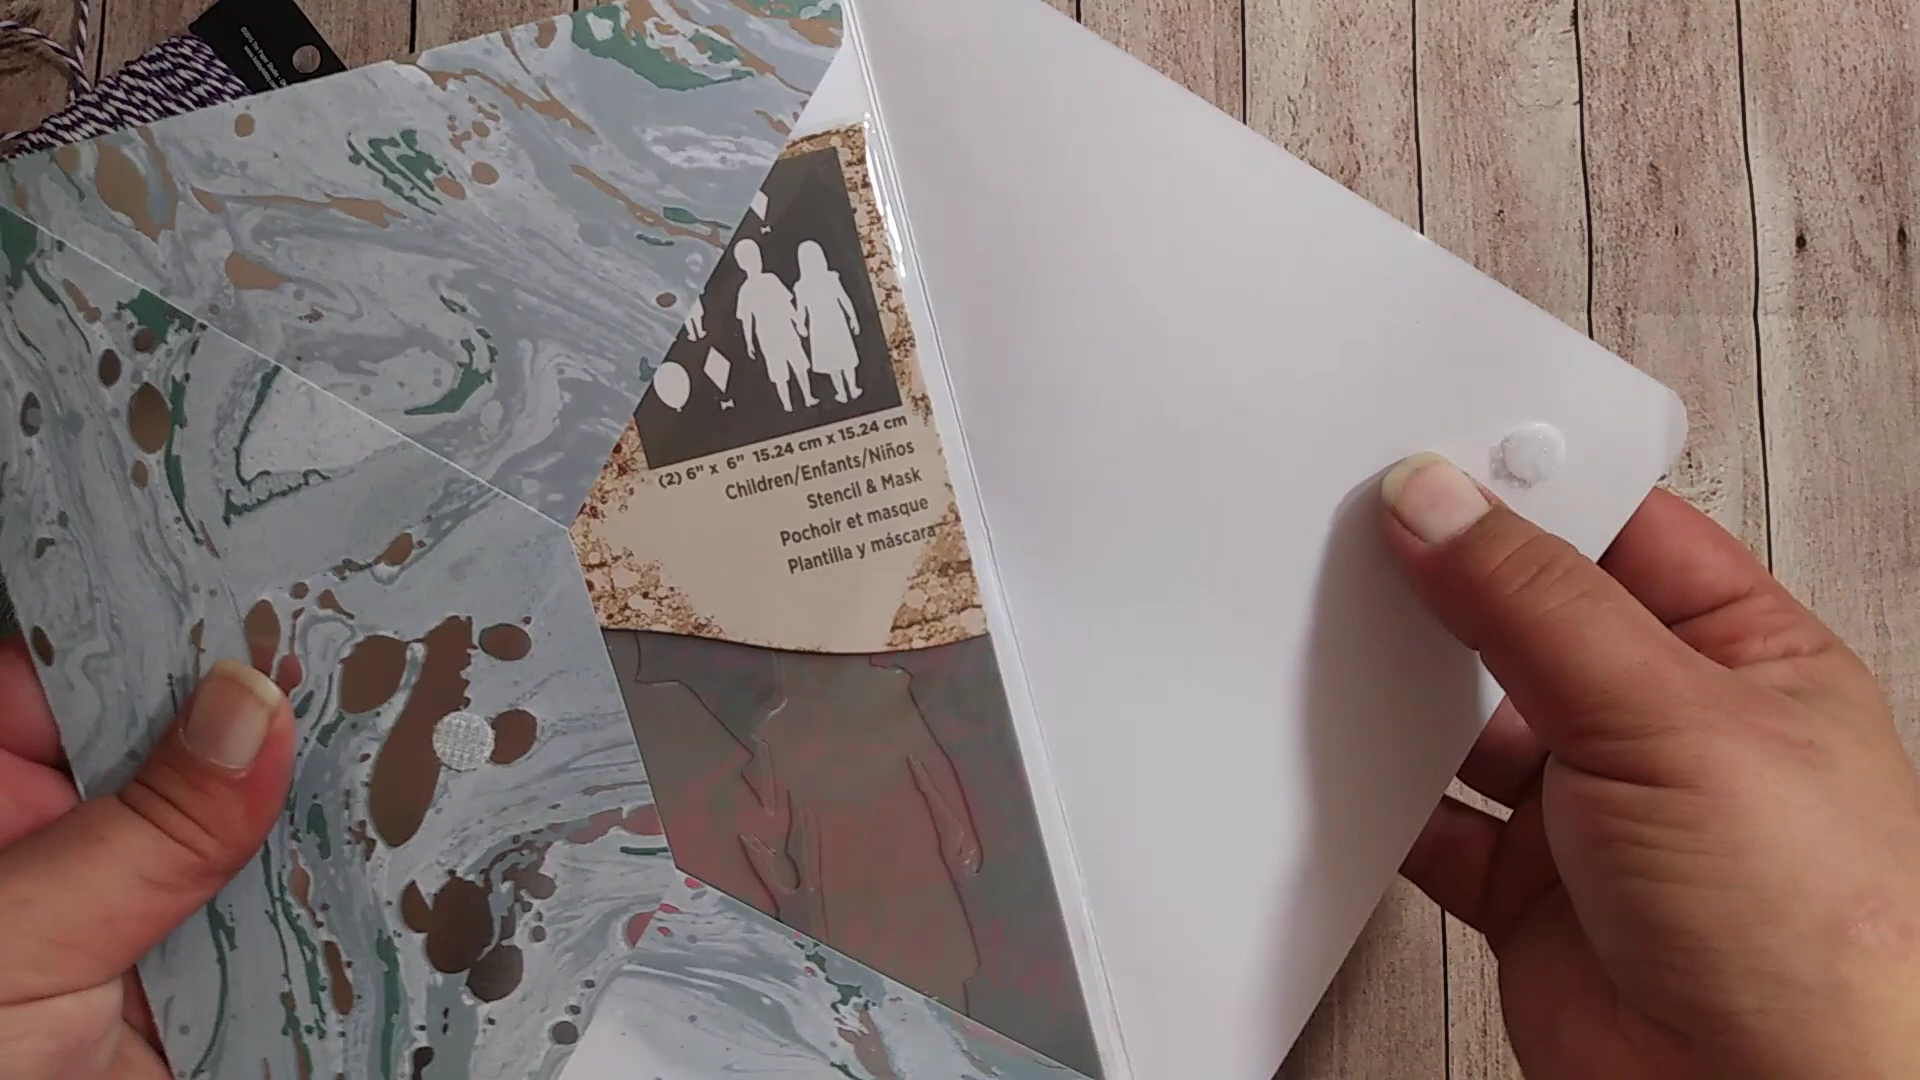 (2) 6" x 6" 15.24 cm x 15.24 cm
Children/Enfants/Niños
Stencil & Mask
Pochoir et masque
Plantilla y máscara